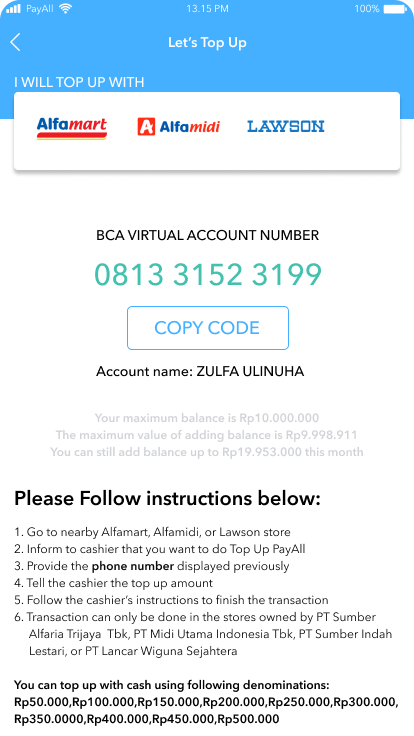 PayAll 13.15 PM 100%
Let's Top Up
I WILL TOP UP WITH
Alfamart Alfamidi LAWSON
BCA VIRTUAL ACCOUNT NUMBER
0813 3152 3199
COPY CODE
Account name: ZULFA ULINUHA
Your maximum balance is Rp10.000.000
The maximum value of adding balance is Rp9.998.911
You can still add balance up to Rp19.953.000 this month
Please Follow instructions below:
1. Go to nearby Alfamart, Alfamidi, or Lawson store
2. Inform to cashier that you want to do Top Up PayAll
3. Provide the phone number displayed previously
4. Tell the cashier the top up amount
5. Follow the cashier's instructions to finish the transaction
6. Transaction can only be done in the stores owned by PT Sumber
Alfaria Trijaya Tbk, PT Midi Utama Indonesia Tbk, PT Sumber Indah
Lestari, or PT Lancar Wiguna Sejahtera
You can top up with cash using following denominations:
Rp50.000,Rp100.000,Rp150.000,Rp200.000,Rp250.000,Rp300.000,
Rp350.0000,Rp400.000,Rp450.000,Rp500.000